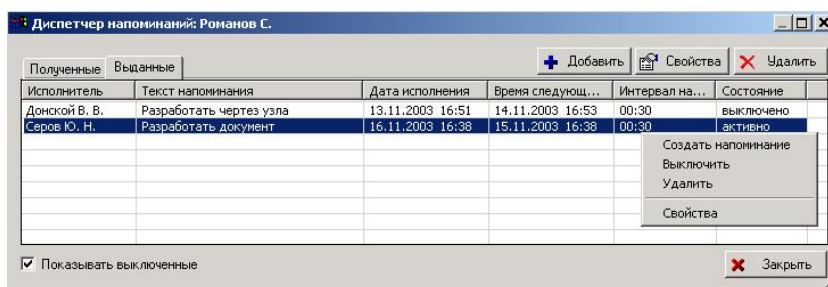 Диспетчер напоминаний: Романов С.
Полученные Выданные Добавить Свойства Удалить
Исполнитель Текст напоминания Дата исполнения Время следующ... Интервал на... Состояние
Донской В. В. Разработать чертез узла 13.11.2003 16:51 14.11.2003 16:53 00:30 выключено
Серов Ю. Н. Разработать документ 16.11.2003 16:38 15.11.2003 16:38 00:30 активно
Создать напоминание
Выключить
Удалить
Свойства
Показывать выключенные Закрыть